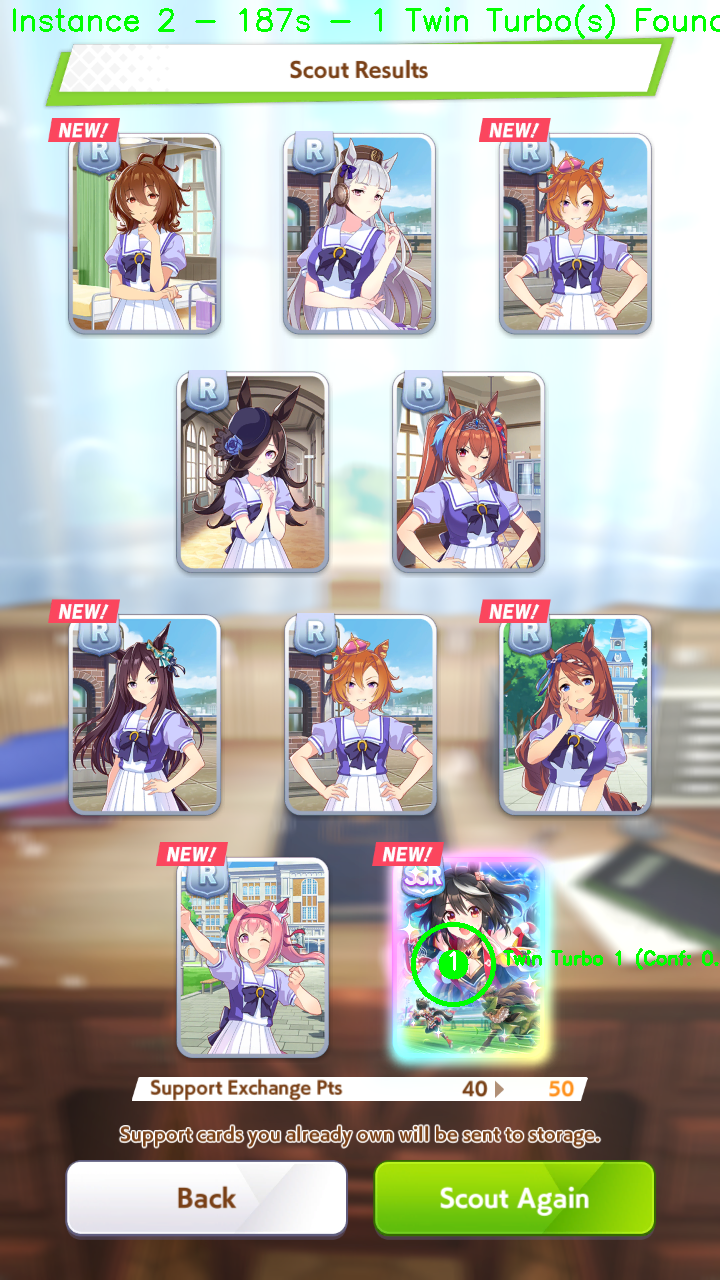 Instance 2 - 187s - 1 Twin Turbo(s) Found
Scout Results
NEW! NEW!
R R R
R R
NEW! NEW!
R R R
NEW! NEW!
R SSR
1 Twin Turbo 1 (Conf: 0.
Support Exchange Pts 40 50
Support cards you already own will be sent to storage.
Back Scout Again